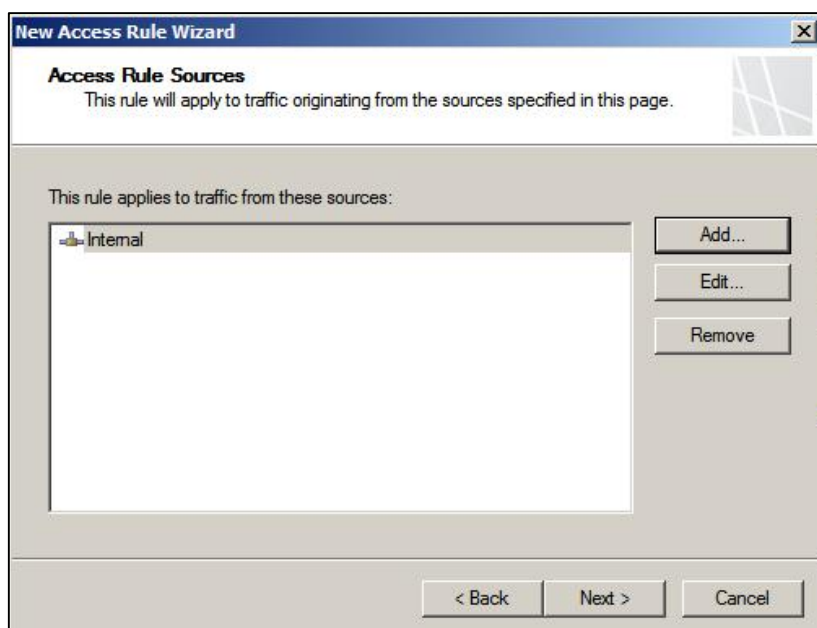 New Access Rule Wizard
Access Rule Sources
This rule will apply to traffic originating from the sources specified in this page.
This rule applies to traffic from these sources:
Internal
Add...
Edit...
Remove
< Back
Next >
Cancel